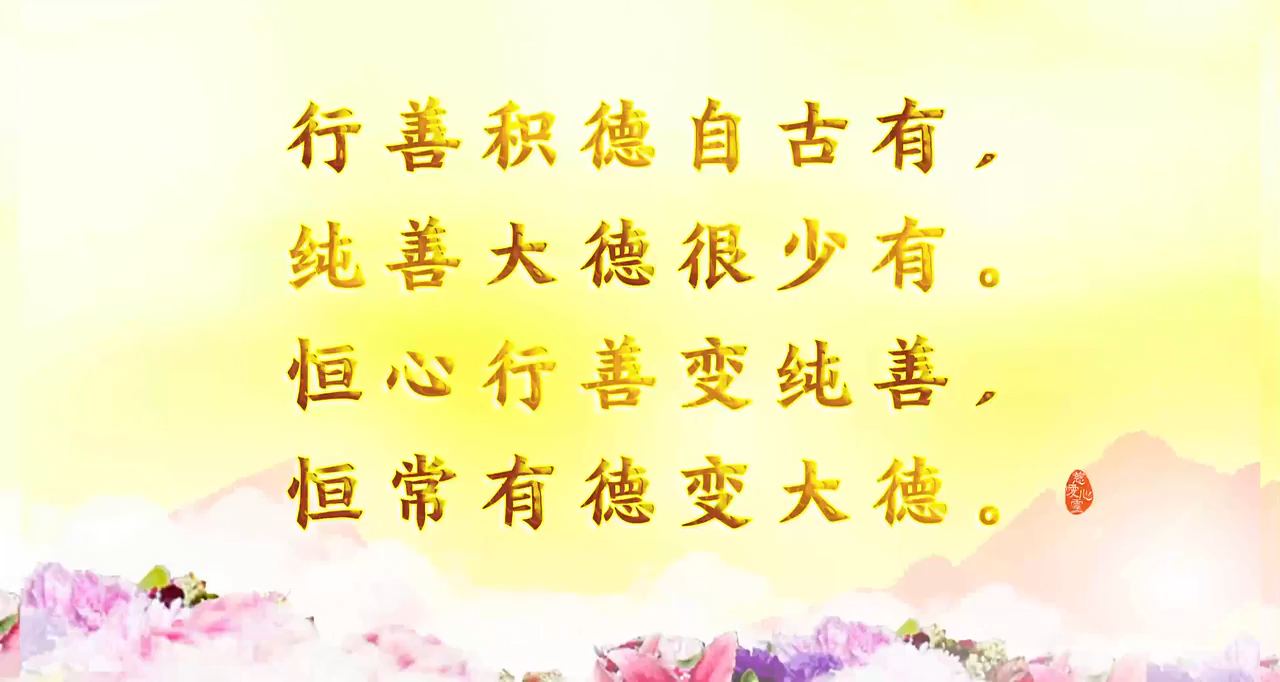 行善积德自古有，
纯善大德很少有。
恒心行善变纯善，
恒常有德变大德。